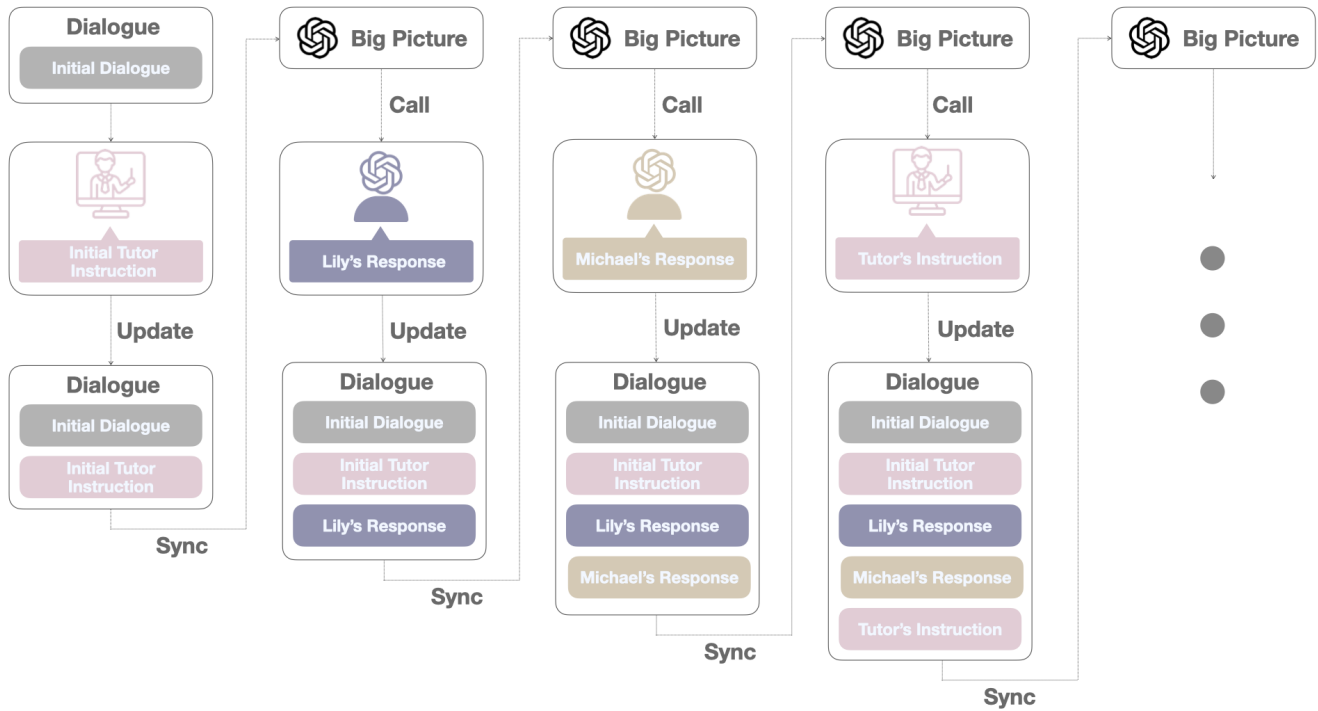 Dialogue
Initial Dialogue
Initial Tutor
Instruction
Update
Dialogue
Initial Dialogue
Initial Tutor
Instruction
Sync
Big Picture
Call
Lily's Response
Update
Dialogue
Initial Dialogue
Initial Tutor
Instruction
Lily's Response
Sync
Big Picture
Call
Michael's Response
Update
Dialogue
Initial Dialogue
Initial Tutor
Instruction
Lily's Response
Michael's Response
Sync
Big Picture
Call
Tutor's Instruction
Update
Dialogue
Initial Dialogue
Initial Tutor
Instruction
Lily's Response
Michael's Response
Tutor's Instruction
Sync
Big Picture